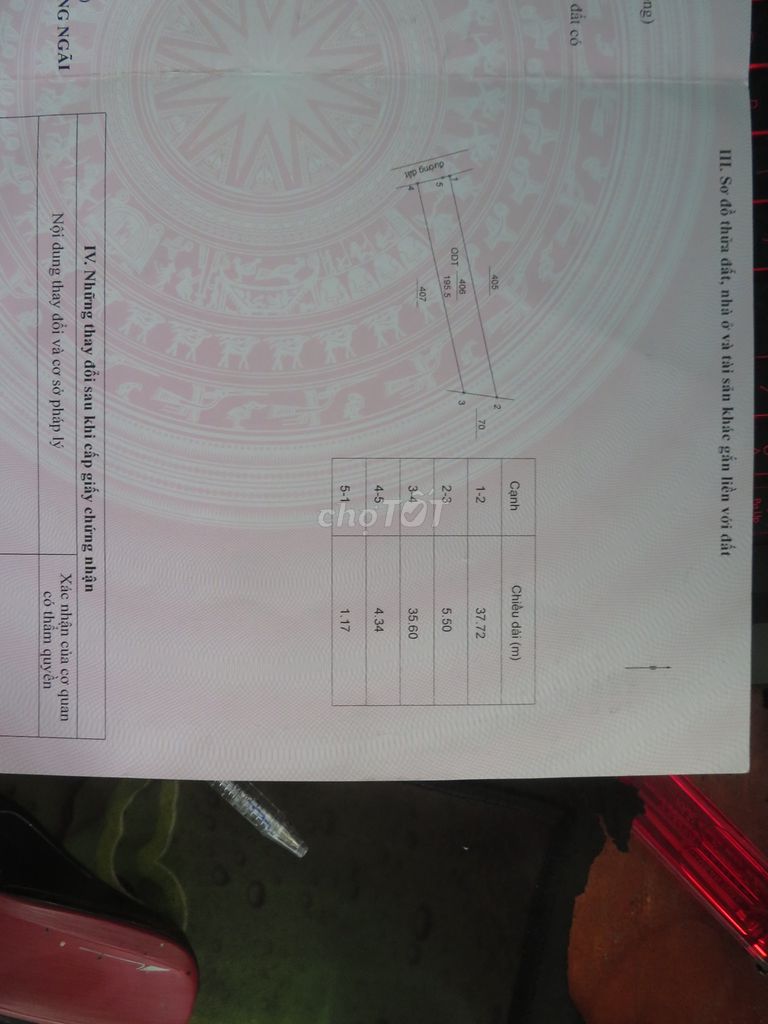 ng)
đất có
)
NG NGÃI
III. Sơ đồ thửa đất, nhà ở và tài sản khác gắn liền với đất
đường đất
1
5
4
405
ODT 406
195.5
407
2
3
70
Cạnh Chiều dài (m)
1-2 37.72
2-3 5.50
3-4 35.60
4-5 4.34
5-1 1.17
chợTỐT
IV. Những thay đổi sau khi cấp giấy chứng nhận
Nội dung thay đổi và cơ sở pháp lý
Xác nhận của cơ quan
có thẩm quyền